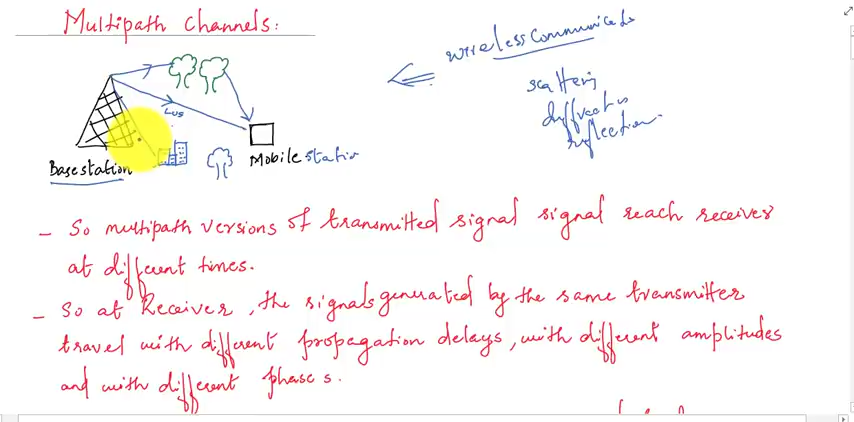 Multipath Channels:
wireless communicato
scattering
diffraction
reflection.
Los
Base station
Mobile station
- So multipath versions of transmitted signal signal reach receives
at different times.
- So at Receiver, the signals generated by the same transmitter
travel with different propagation delays, with different amplitudes
and with different phases.